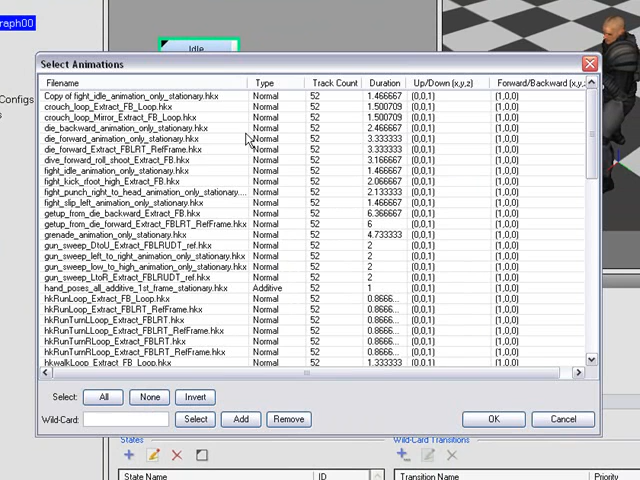 raph00
Idle
Select Animations
Filename Type Track Count Duration Up/Down (x,y,z) Forward/Backward (x,y,z
Copy of fight_idle_animation_only_stationary.hkx Normal 52 1.466667 (0,0,1) (1,0,0)
crouch_loop_Extract_FB_Loop.hkx Normal 52 1.500709 (0,0,1) (1,0,0)
crouch_loop_Mirror_Extract_FB_Loop.hkx Normal 52 1.500709 (0,0,1) (1,0,0)
die_backward_animation_only_stationary.hkx Normal 52 2.466667 (0,0,1) (1,0,0)
die_forward_animation_only_stationary.hkx Normal 52 3.333333 (0,0,1) (1,0,0)
die_forward_Extract_FBLRT_RefFrame.hkx Normal 52 3.333333 (0,0,1) (1,0,0)
dive_forward_roll_shoot_Extract_FB.hkx Normal 52 3.166667 (0,0,1) (1,0,0)
fight_idle_animation_only_stationary.hkx Normal 52 1.466667 (0,0,1) (1,0,0)
fight_kick_rfoot_high_Extract_FB.hkx Normal 52 2.066667 (0,0,1) (1,0,0)
fight_punch_right_to_head_animation_only_stationary.... Normal 52 2.133333 (0,0,1) (1,0,0)
fight_slip_left_animation_only_stationary.hkx Normal 52 1.466667 (0,0,1) (1,0,0)
getup_from_die_backward_Extract_FB.hkx Normal 52 6.366667 (0,0,1) (1,0,0)
getup_from_die_forward_Extract_FBLRT_RefFrame.hkx Normal 52 6 (0,0,1) (1,0,0)
grenade_animation_only_stationary.hkx Normal 52 4.733333 (0,0,1) (1,0,0)
gun_sweep_DtoU_Extract_FBLRUDT_ref.hkx Normal 52 2 (0,0,1) (1,0,0)
gun_sweep_left_to_right_animation_only_stationary.hkx Normal 52 2 (0,0,1) (1,0,0)
gun_sweep_low_to_high_animation_only_stationary.hkx Normal 52 2 (0,0,1) (1,0,0)
gun_sweep_LtoR_Extract_FBLRUDT_ref.hkx Normal 52 2 (0,0,1) (1,0,0)
hand_poses_all_additive_1st_frame_stationary.hkx Additive 52 1 (0,0,1) (1,0,0)
hkRunLoop_Extract_FB_Loop.hkx Normal 52 0.8666... (0,0,1) (1,0,0)
hkRunLoop_Extract_FBLRT_RefFrame.hkx Normal 52 0.8666... (0,0,1) (1,0,0)
hkRunTurnLLoop_Extract_FBLRT.hkx Normal 52 0.8666... (0,0,1) (1,0,0)
hkRunTurnLLoop_Extract_FBLRT_RefFrame.hkx Normal 52 0.8666... (0,0,1) (1,0,0)
hkRunTurnRLoop_Extract_FBLRT.hkx Normal 52 0.8666... (0,0,1) (1,0,0)
hkRunTurnRLoop_Extract_FBLRT_RefFrame.hkx Normal 52 0.8666... (0,0,1) (1,0,0)
hkwalkLoop_Extract_FB_Loop.hkx Normal 52 1.333333 (0,0,1) (1,0,0)
Configs
s
Select: All None Invert
Wild-Card: Select Add Remove OK Cancel
States Wild-Card Transitions
State Name ID Transition Name Priority